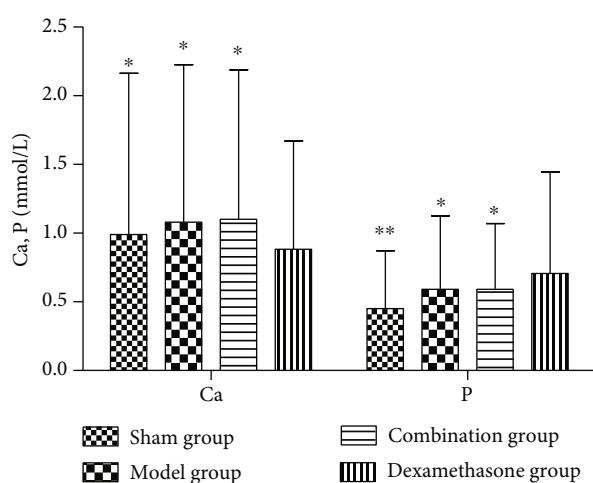 Ca, P (mmol/L)
2.5
2.0
1.5
1.0
0.5
0.0
* * *
** * *
Ca P
Sham group
Model group
Combination group
Dexamethasone group